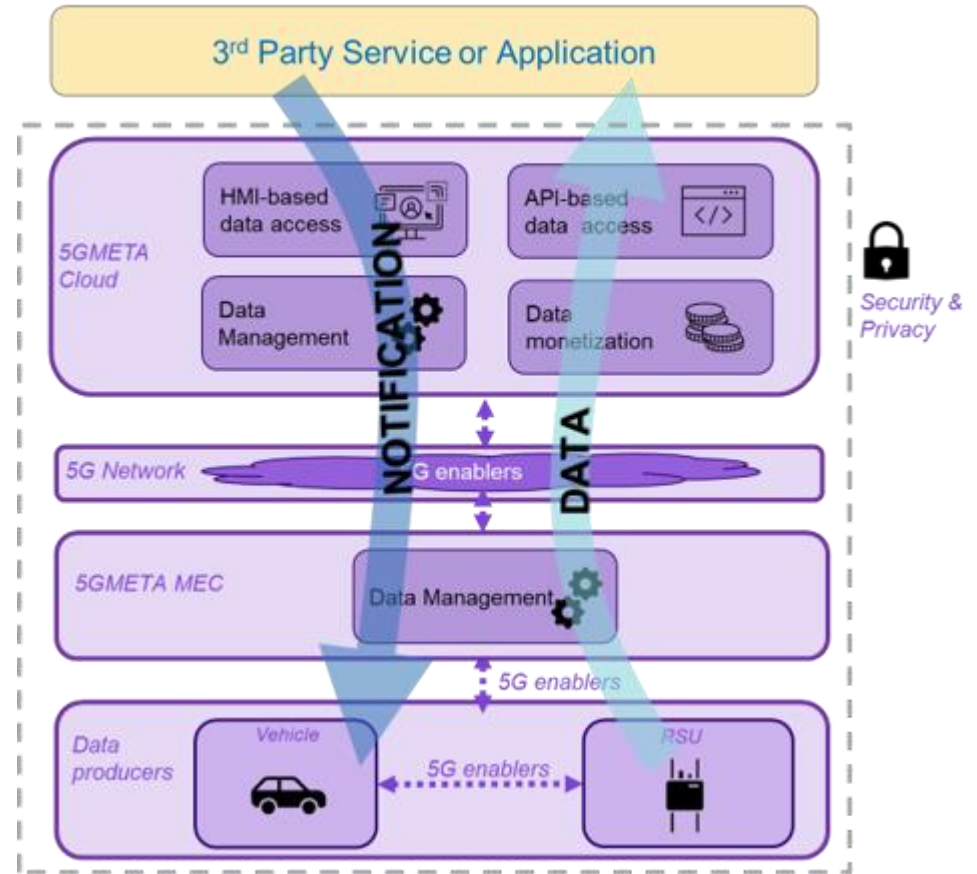 3rd Party Service or Application
HMI-based
data access
API-based
data access
5GMETA
Cloud
Data
Management
Data
monetization
Security &
Privacy
NOTIFICATION
DATA
5G Network
G enablers
5GMETA MEC
Data Management
5G enablers
Data
producers
Vehicle
RSU
5G enablers